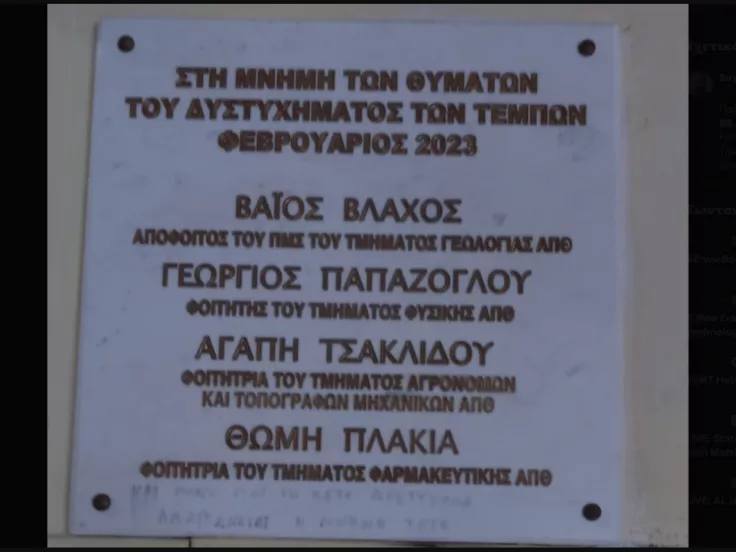 ΣΤΗ ΜΝΗΜΗ ΤΩΝ ΘΥΜΑΤΩΝ
ΤΟΥ ΔΥΣΤΥΧΗΜΑΤΟΣ ΤΩΝ ΤΕΜΠΩΝ
ΦΕΒΡΟΥΑΡΙΟΣ 2023
ΒΑΪΟΣ ΒΛΑΧΟΣ
ΑΠΟΦΟΙΤΟΣ ΤΟΥ ΠΜΣ ΤΟΥ ΤΜΗΜΑΤΟΣ ΓΕΩΛΟΓΙΑΣ ΑΠΘ
ΓΕΩΡΓΙΟΣ ΠΑΠΑΖΟΓΛΟΥ
ΦΟΙΤΗΤΗΣ ΤΟΥ ΤΜΗΜΑΤΟΣ ΦΥΣΙΚΗΣ ΑΠΘ
ΑΓΑΠΗ ΤΣΑΚΛΙΔΟΥ
ΦΟΙΤΗΤΡΙΑ ΤΟΥ ΤΜΗΜΑΤΟΣ ΑΓΡΟΝΟΜΩΝ
ΚΑΙ ΤΟΠΟΓΡΑΦΩΝ ΜΗΧΑΝΙΚΩΝ ΑΠΘ
ΘΩΜΗ ΠΛΑΚΙΑ
ΦΟΙΤΗΤΡΙΑ ΤΟΥ ΤΜΗΜΑΤΟΣ ΦΑΡΜΑΚΕΥΤΙΚΗΣ ΑΠΘ